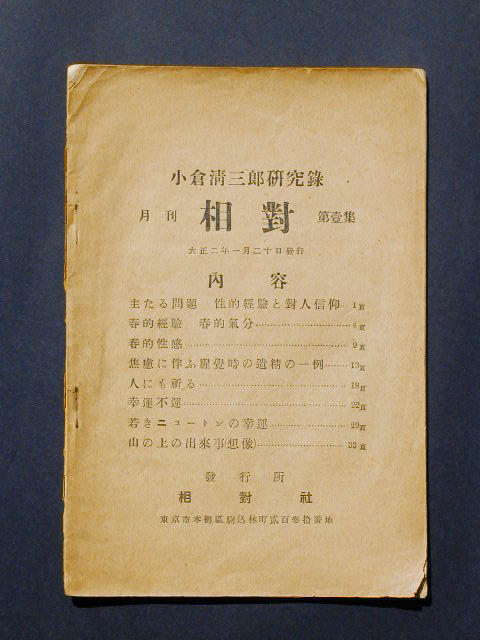 小倉淸三郎硏究錄
月刊 相對 第壹集
大正二年一月二十日發行
內容
主たる問題 性的經驗と對人信仰 1頁
春的經驗 春的氣分 4頁
春的性感 9頁
焦慮に伴ふ醒覺時の遺精の一例 13頁
人にも祈る 18頁
幸運不運 22頁
若きニュートンの幸運 29頁
山の上の出來事想像) 33頁
發行所
相對社
東京市本鄕區駒込林町貳百參拾番地